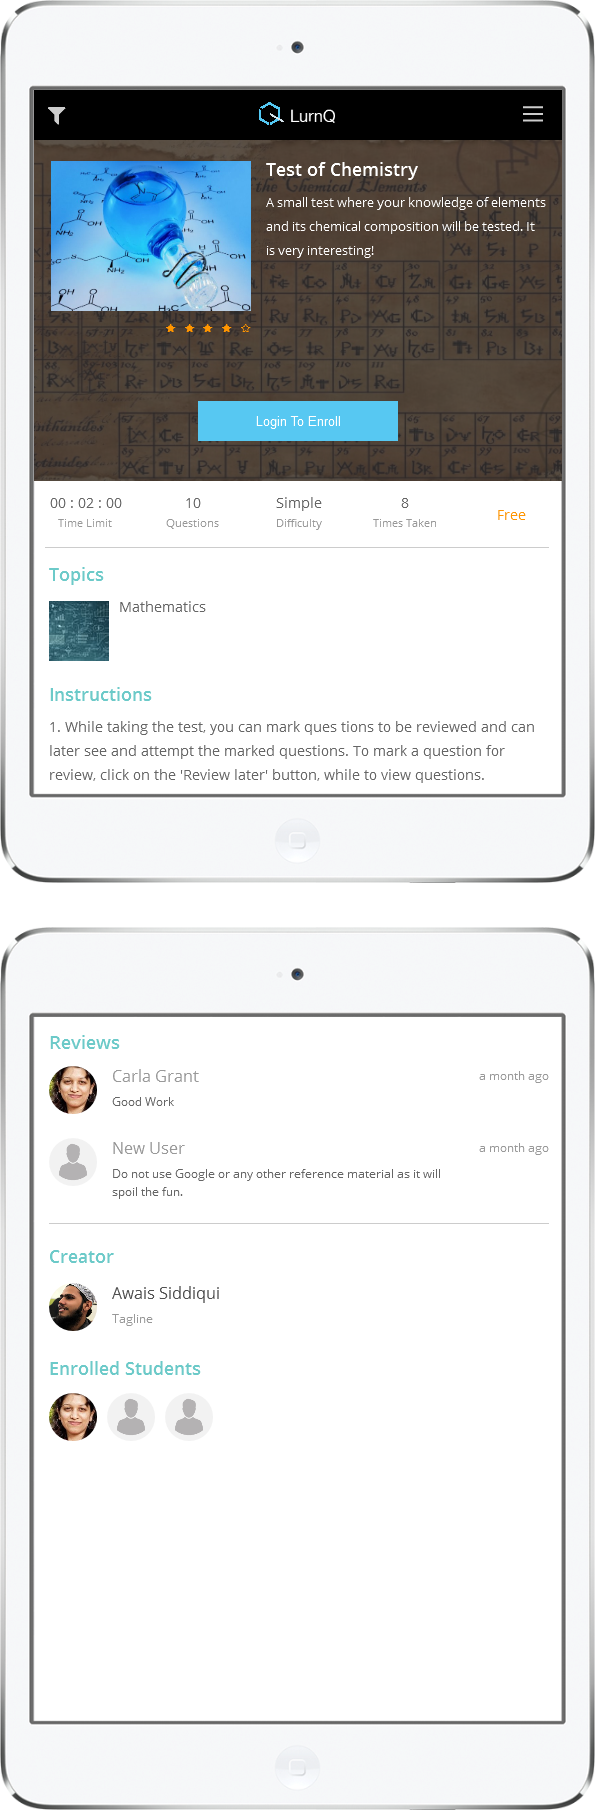 LurnQ
Test of Chemistry
A small test where your knowledge of elements
and its chemical composition will be tested. It
is very interesting!
Login To Enroll
00 : 02 : 00
Time Limit
10
Questions
Simple
Difficulty
8
Times Taken
Free
Topics
Mathematics
Instructions
1. While taking the test, you can mark ques tions to be reviewed and can
later see and attempt the marked questions. To mark a question for
review, click on the 'Review later' button, while to view questions.
Reviews
Carla Grant
a month ago
Good Work
New User
a month ago
Do not use Google or any other reference material as it will
spoil the fun.
Creator
Awais Siddiqui
Tagline
Enrolled Students